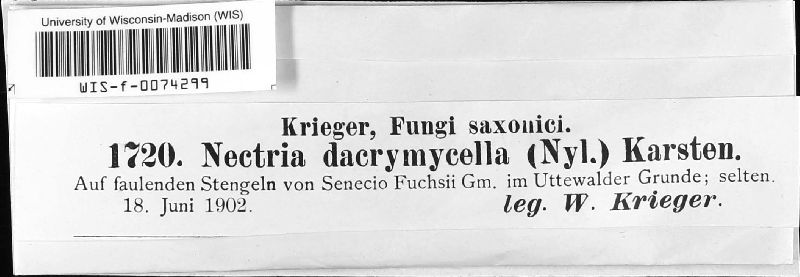 University of Wisconsin-Madison (WIS)
WIS-f-0074299
Krieger, Fungi saxonici.
1720. Nectria dacrymycella (Nyl.) Karsten.
Auf faulenden Stengeln von Senecio Fuchsii Gm. im Uttewalder Grunde; selten.
18. Juni 1902.
leg. W. Krieger.